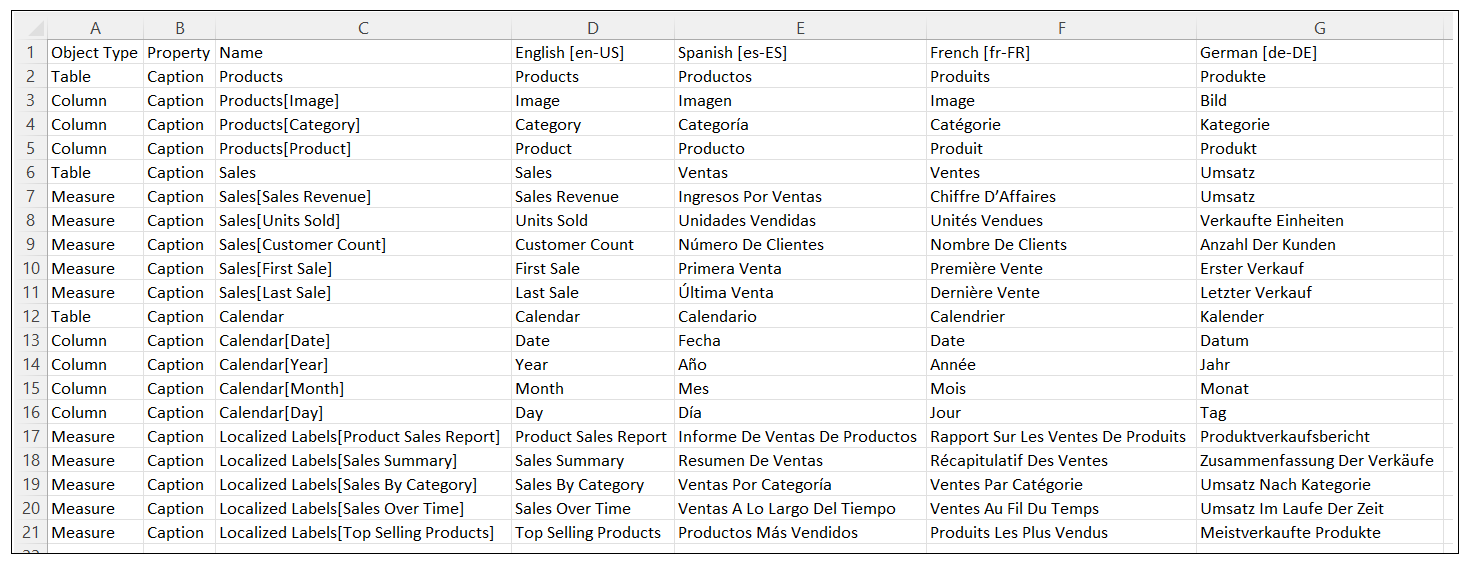 A B C D E F G
1 Object Type Property Name English [en-US] Spanish [es-ES] French [fr-FR] German [de-DE]
2 Table Caption Products Products Productos Produits Produkte
3 Column Caption Products[Image] Image Imagen Image Bild
4 Column Caption Products[Category] Category Categoría Catégorie Kategorie
5 Column Caption Products[Product] Product Producto Produit Produkt
6 Table Caption Sales Sales Ventas Ventes Umsatz
7 Measure Caption Sales[Sales Revenue] Sales Revenue Ingresos Por Ventas Chiffre D’Affaires Umsatz
8 Measure Caption Sales[Units Sold] Units Sold Unidades Vendidas Unités Vendues Verkaufte Einheiten
9 Measure Caption Sales[Customer Count] Customer Count Número De Clientes Nombre De Clients Anzahl Der Kunden
10 Measure Caption Sales[First Sale] First Sale Primera Venta Première Vente Erster Verkauf
11 Measure Caption Sales[Last Sale] Last Sale Última Venta Dernière Vente Letzter Verkauf
12 Table Caption Calendar Calendar Calendario Calendrier Kalender
13 Column Caption Calendar[Date] Date Fecha Date Datum
14 Column Caption Calendar[Year] Year Año Année Jahr
15 Column Caption Calendar[Month] Month Mes Mois Monat
16 Column Caption Calendar[Day] Day Día Jour Tag
17 Measure Caption Localized Labels[Product Sales Report] Product Sales Report Informe De Ventas De Productos Rapport Sur Les Ventes De Produits Produktverkaufsbericht
18 Measure Caption Localized Labels[Sales Summary] Sales Summary Resumen De Ventas Récapitulatif Des Ventes Zusammenfassung Der Verkäufe
19 Measure Caption Localized Labels[Sales By Category] Sales By Category Ventas Por Categoría Ventes Par Catégorie Umsatz Nach Kategorie
20 Measure Caption Localized Labels[Sales Over Time] Sales Over Time Ventas A Lo Largo Del Tiempo Ventes Au Fil Du Temps Umsatz Im Laufe Der Zeit
21 Measure Caption Localized Labels[Top Selling Products] Top Selling Products Productos Más Vendidos Produits Les Plus Vendus Meistverkaufte Produkte